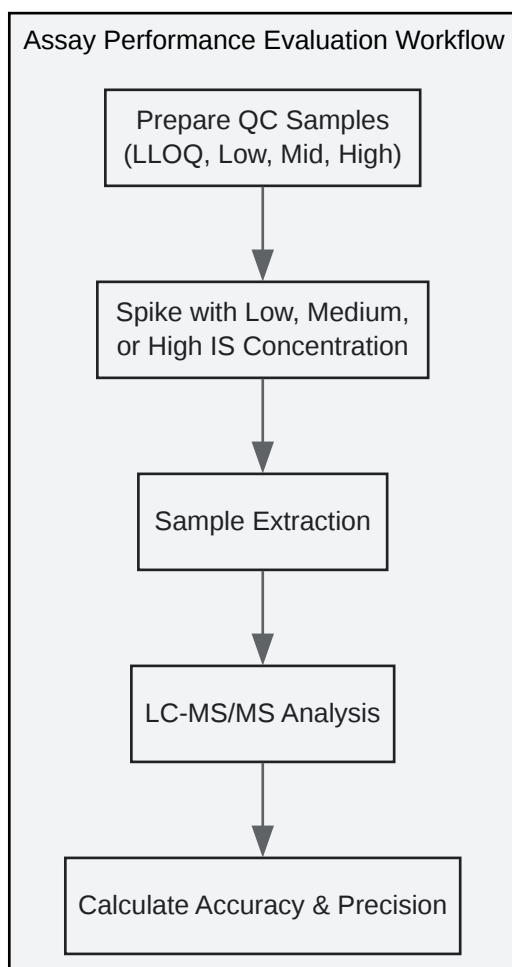 Assay Performance Evaluation Workflow
Prepare QC Samples
(LLOQ, Low, Mid, High)
Spike with Low, Medium,
or High IS Concentration
Sample Extraction
LC-MS/MS Analysis
Calculate Accuracy & Precision